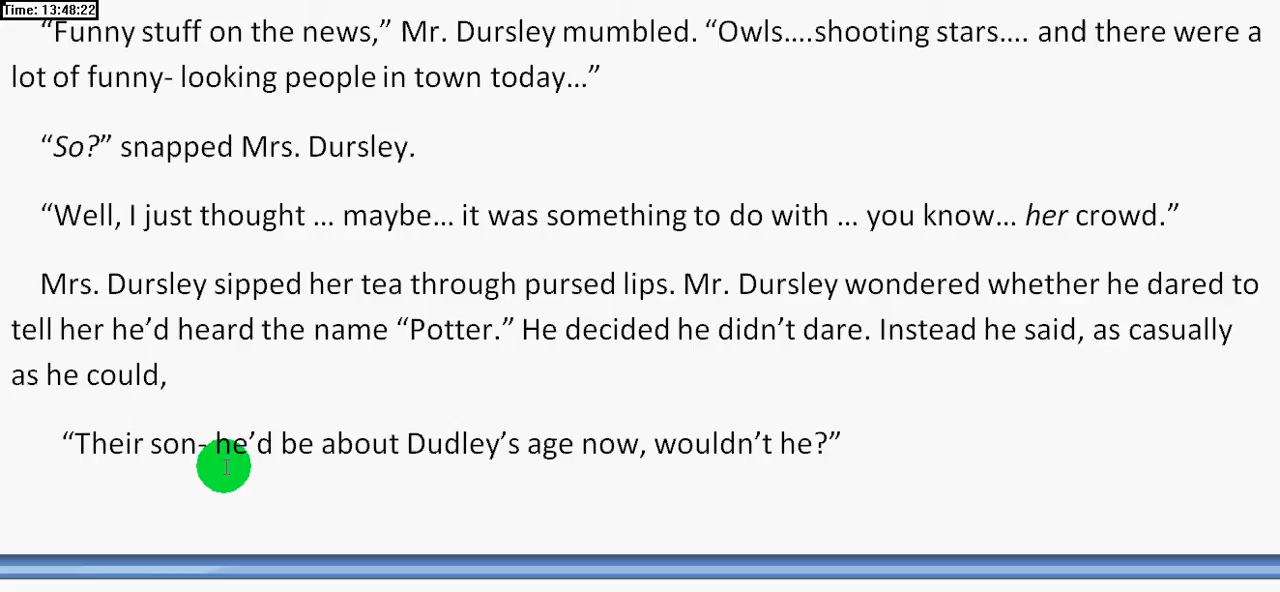 Time: 13:48:22
“Funny stuff on the news,” Mr. Dursley mumbled. “Owls....shooting stars.... and there were a
lot of funny- looking people in town today...”
“So?” snapped Mrs. Dursley.
“Well, I just thought ... maybe... it was something to do with ... you know... her crowd.”
Mrs. Dursley sipped her tea through pursed lips. Mr. Dursley wondered whether he dared to
tell her he’d heard the name “Potter.” He decided he didn’t dare. Instead he said, as casually
as he could,
“Their son- he’d be about Dudley’s age now, wouldn’t he?”